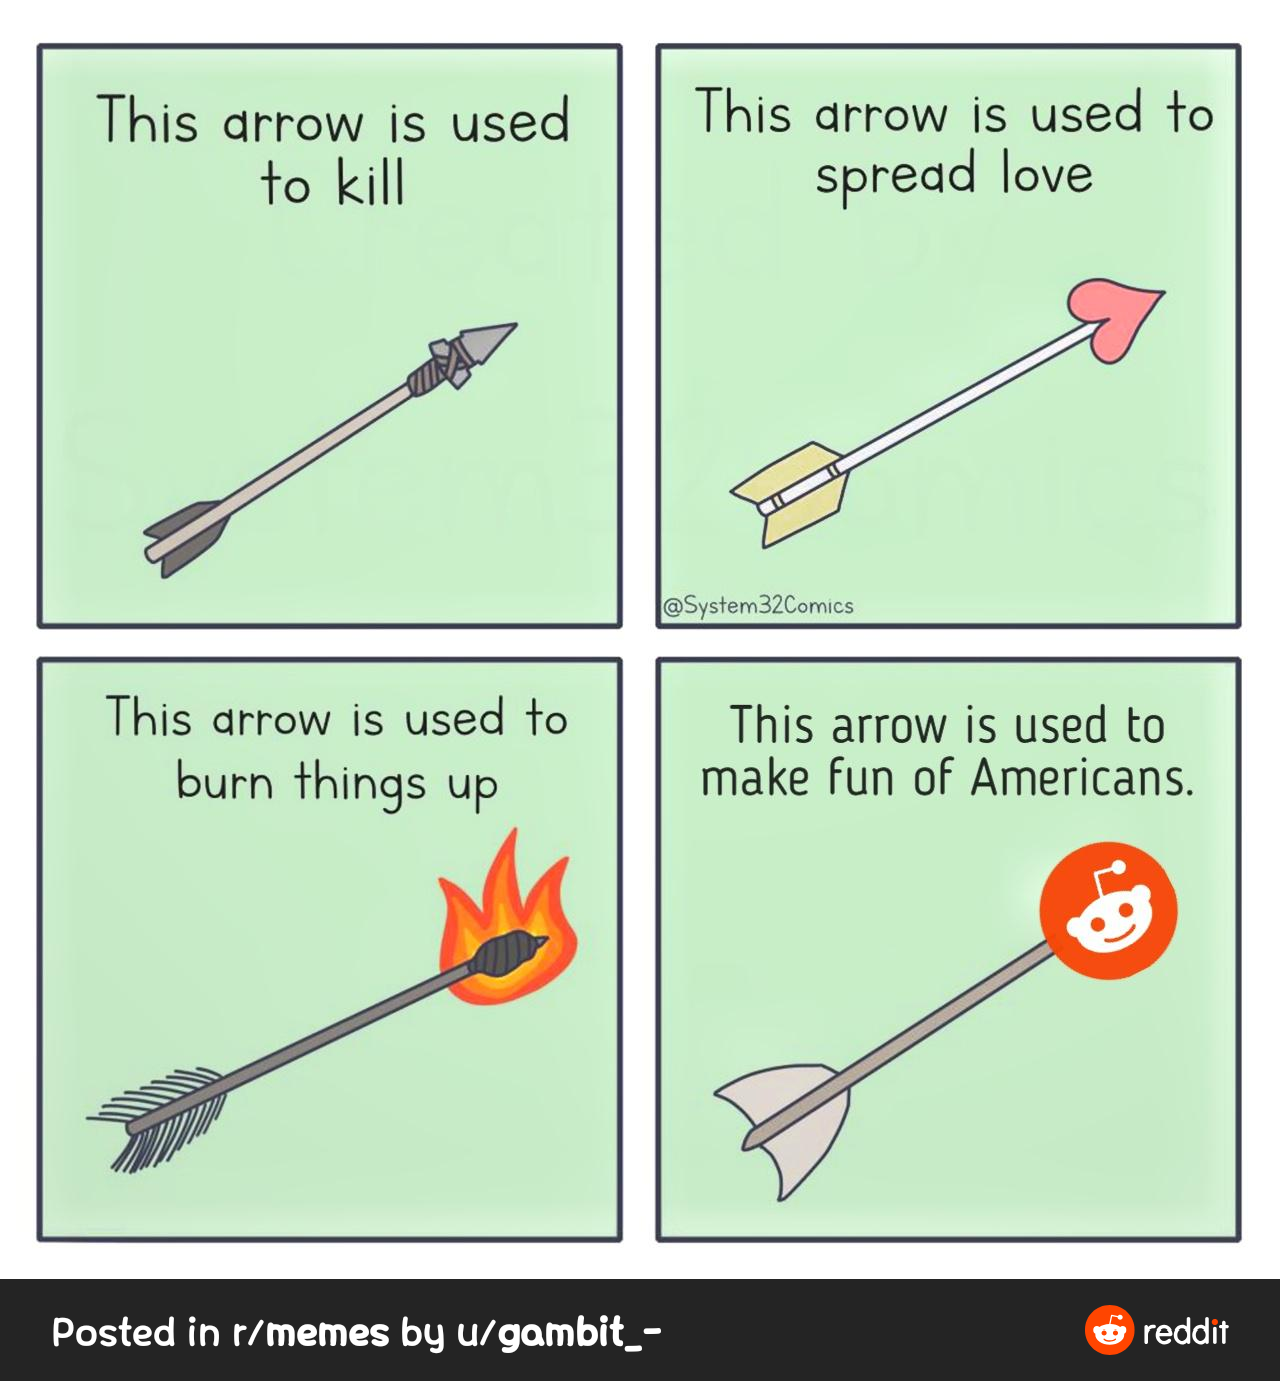 This arrow is used
to kill
This arrow is used to
spread love
@System32Comics
This arrow is used to
burn things up
This arrow is used to
make fun of Americans.
Posted in r/memes by u/gambit_-
reddit